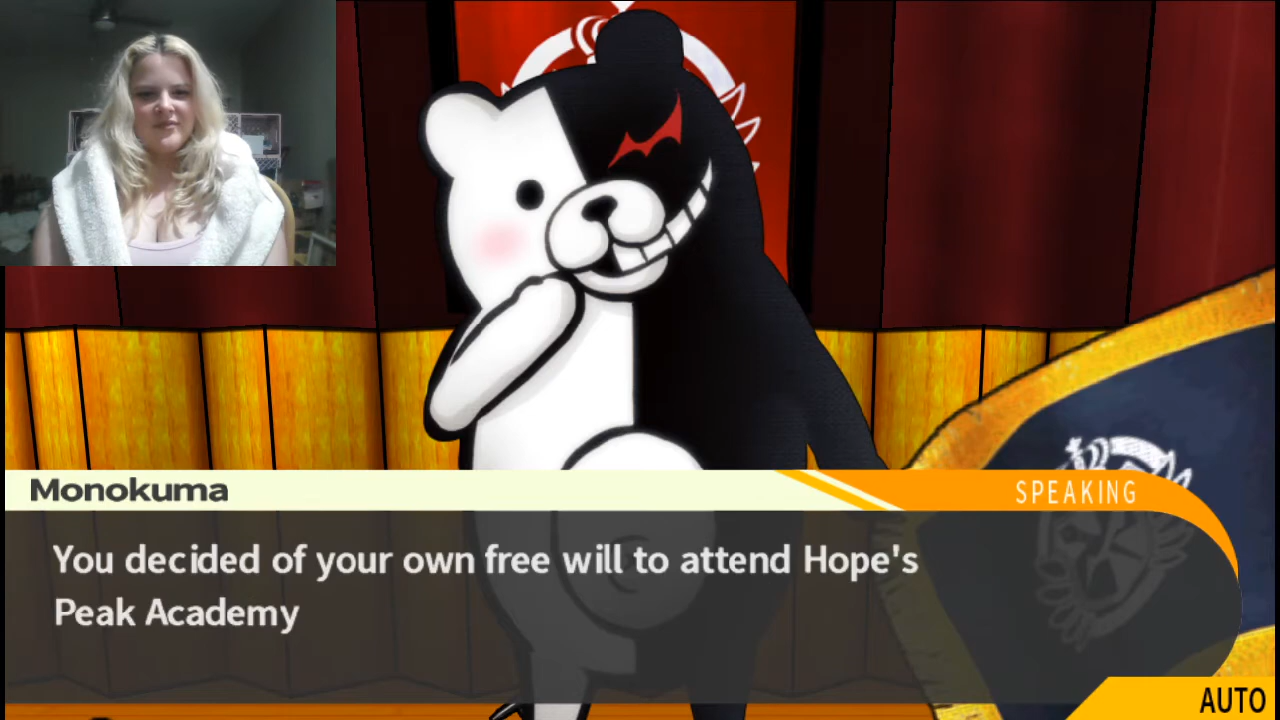 Monokuma
SPEAKING
You decided of your own free will to attend Hope's
Peak Academy
AUTO